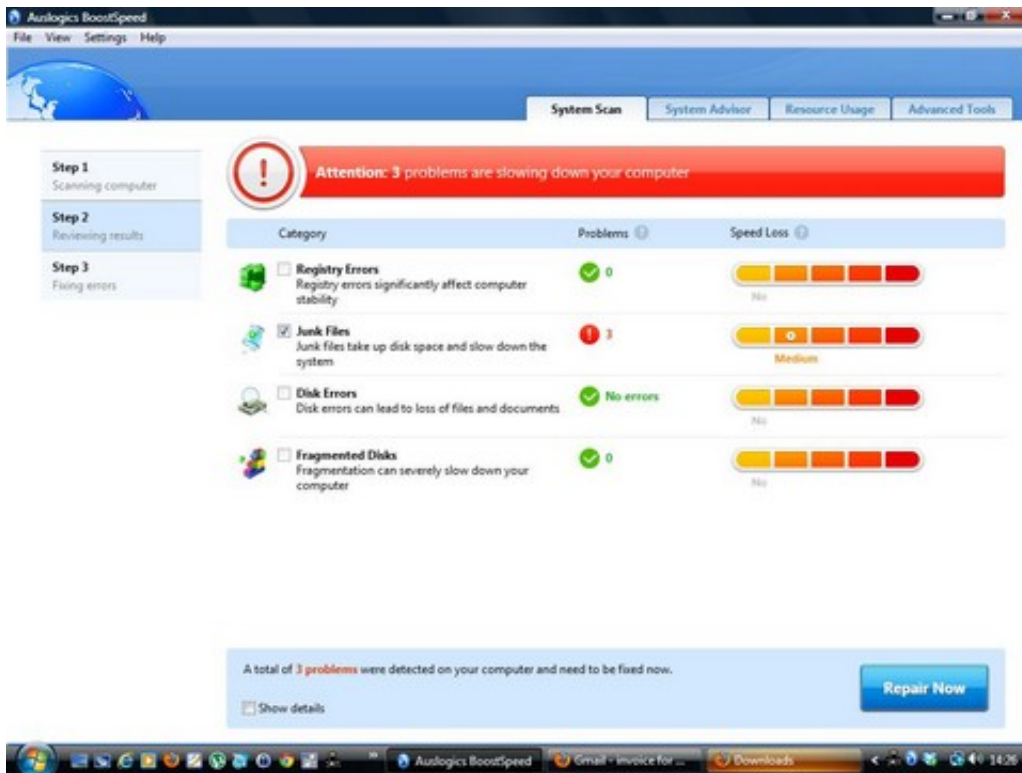 Auslogics BoostSpeed
File View Settings Help
System Scan System Advisor Resource Usage Advanced Tools
Step 1
Scanning computer
Step 2
Reviewing results
Step 3
Fixing errors
Attention: 3 problems are slowing down your computer
Category Problems Speed Loss
Registry Errors
Registry errors significantly affect computer
stability
0
No
Junk Files
Junk files take up disk space and slow down the
system
3
Medium
Disk Errors
Disk errors can lead to loss of files and documents
No errors
No
Fragmented Disks
Fragmentation can severely slow down your
computer
0
No
A total of 3 problems were detected on your computer and need to be fixed now.
Show details
Repair Now
Auslogics BoostSpeed Gmail - invoice for ... Downloads 14:26